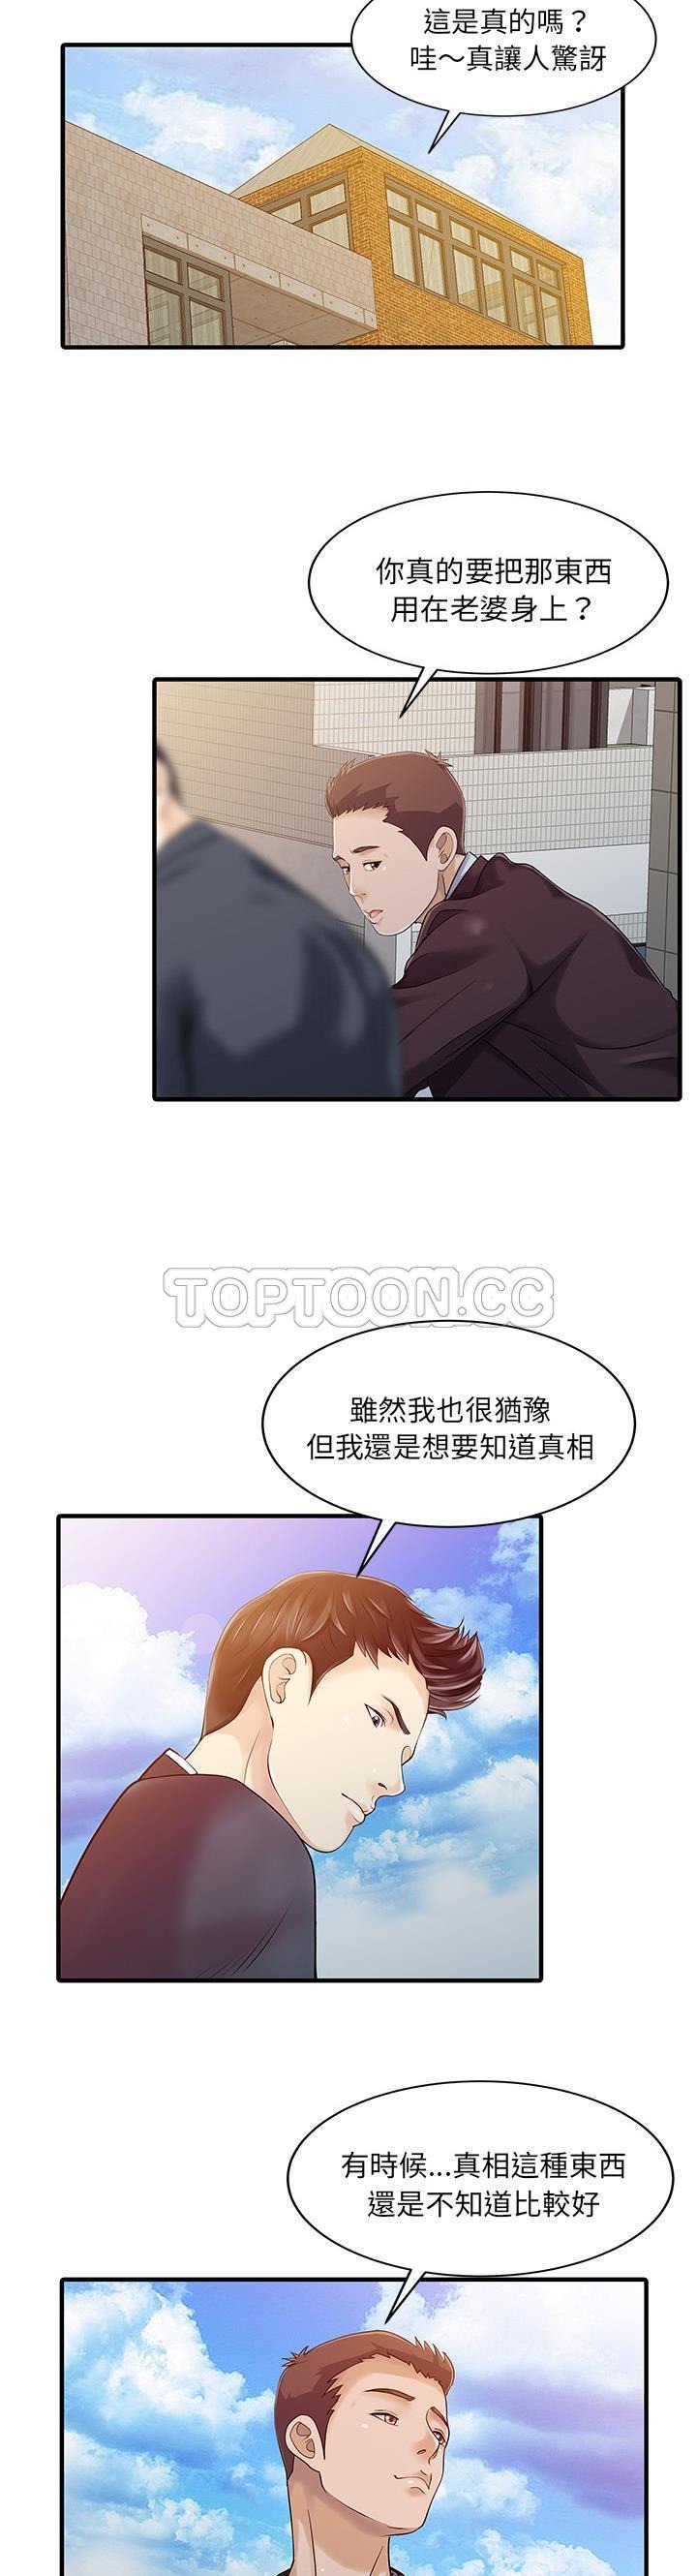 這是真的嗎？
哇～真讓人驚訝
你真的要把那東西
用在老婆身上？
TOPTOON.CC
雖然我也很猶豫
但我還是想要知道真相
有時候...真相這種東西
還是不知道比較好